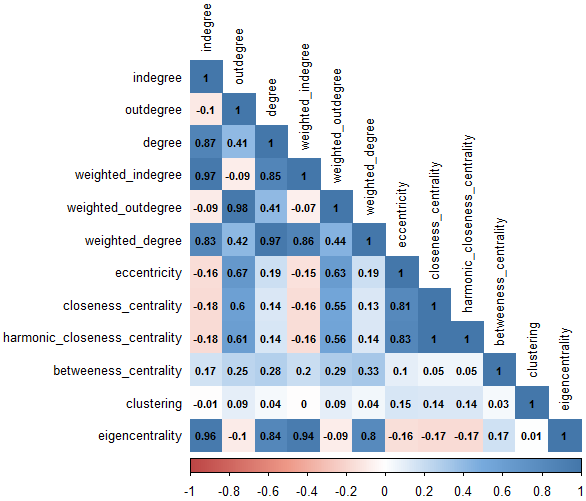 indegree
outdegree
degree
weighted_indegree
weighted_outdegree
weighted_degree
eccentricity
closeness_centrality
harmonic_closeness_centrality
betweeness_centrality
clustering
eigencentrality
indegree 1
outdegree -0.1 1
degree 0.87 0.41 1
weighted_indegree 0.97 -0.09 0.85 1
weighted_outdegree -0.09 0.98 0.41 -0.07 1
weighted_degree 0.83 0.42 0.97 0.86 0.44 1
eccentricity -0.16 0.67 0.19 -0.15 0.63 0.19 1
closeness_centrality -0.18 0.6 0.14 -0.16 0.55 0.13 0.81 1
harmonic_closeness_centrality -0.18 0.61 0.14 -0.16 0.56 0.14 0.83 1 1
betweeness_centrality 0.17 0.25 0.28 0.2 0.29 0.33 0.1 0.05 0.05 1
clustering -0.01 0.09 0.04 0 0.09 0.04 0.15 0.14 0.14 0.03 1
eigencentrality 0.96 -0.1 0.84 0.94 -0.09 0.8 -0.16 -0.17 -0.17 0.17 0.01 1
-1 -0.8 -0.6 -0.4 -0.2 0 0.2 0.4 0.6 0.8 1